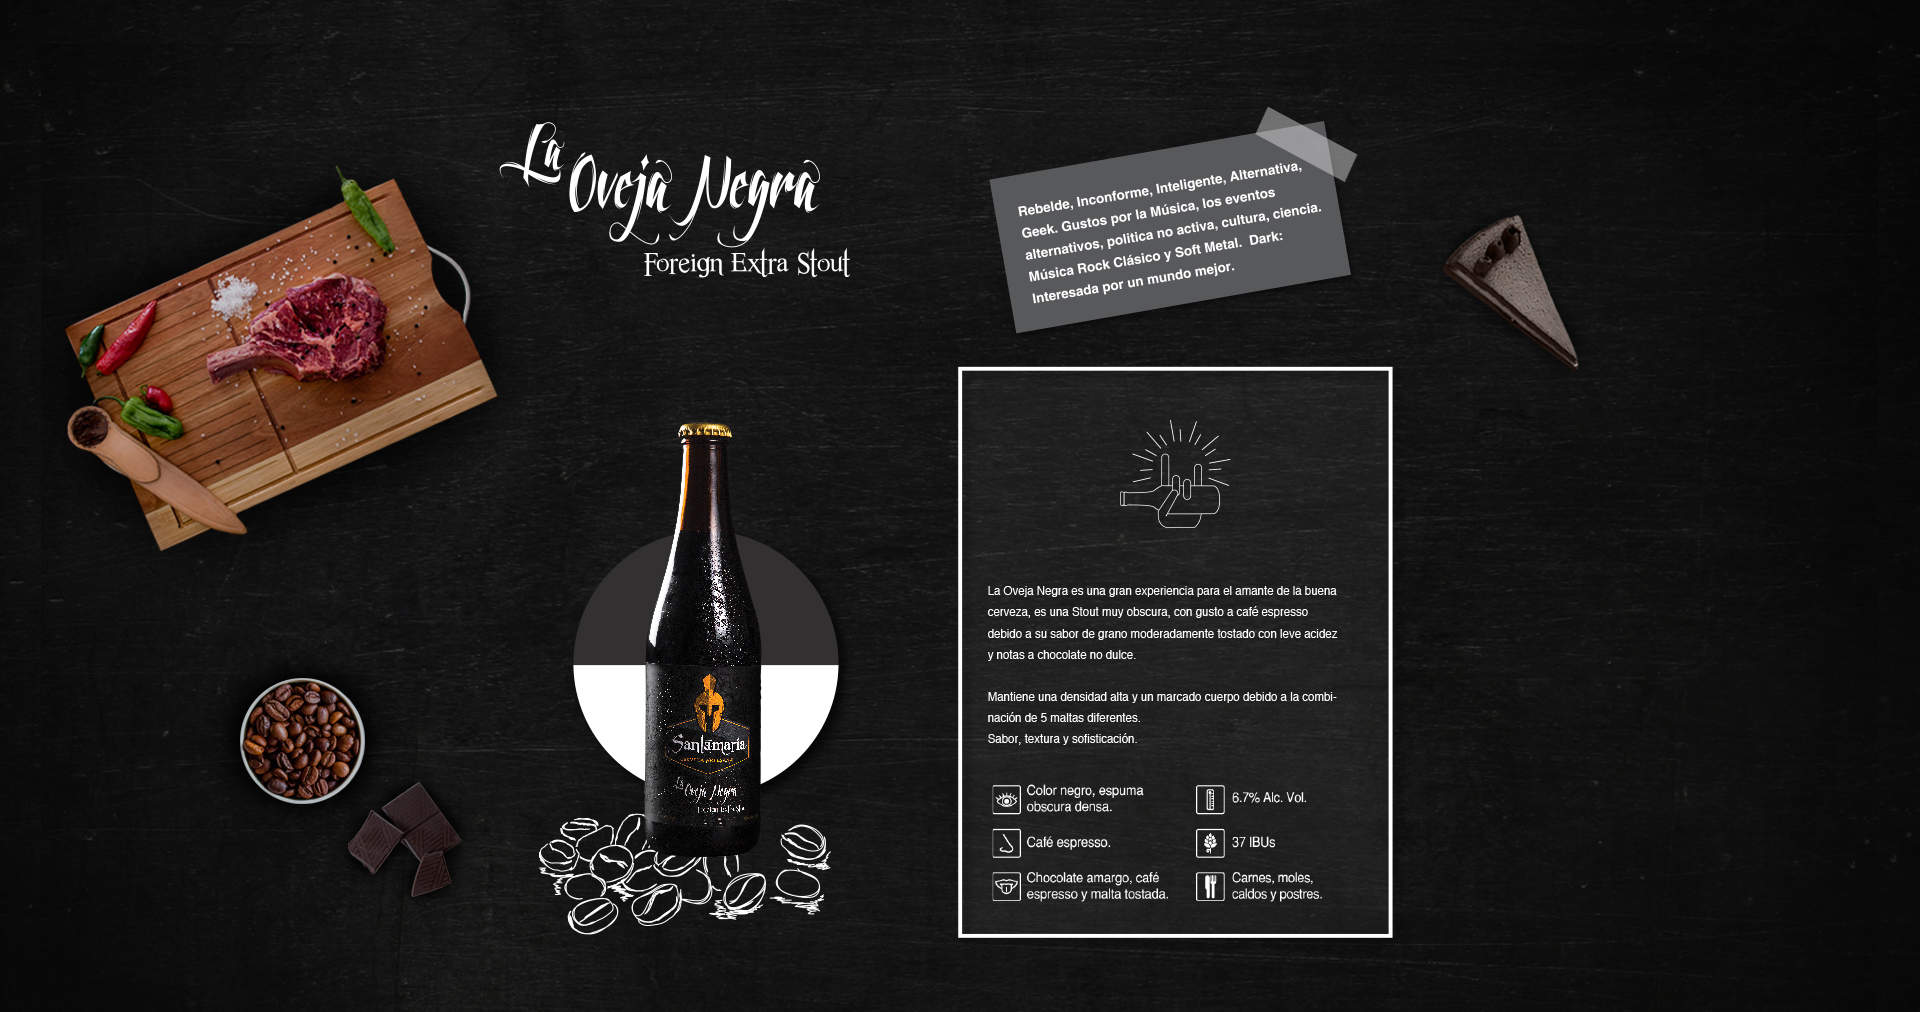 La
Oveja Negra
Foreign Extra Stout
Rebelde, Inconforme, Inteligente, Alternativa,
Geek. Gustos por la Música, los eventos
alternativos, politica no activa, cultura, ciencia.
Música Rock Clásico y Soft Metal. Dark:
Interesada por un mundo mejor.
La Oveja Negra es una gran experiencia para el amante de la buena
cerveza, es una Stout muy obscura, con gusto a café espresso
debido a su sabor de grano moderadamente tostado con leve acidez
y notas a chocolate no dulce.
Mantiene una densidad alta y un marcado cuerpo debido a la combi-
nación de 5 maltas diferentes.
Sabor, textura y sofisticación.
Color negro, espuma
obscura densa.
6.7% Alc. Vol.
Café espresso.
37 IBUs
Chocolate amargo, café
espresso y malta tostada.
Carnes, moles,
caldos y postres.
Santamaría
La
Oveja Negra